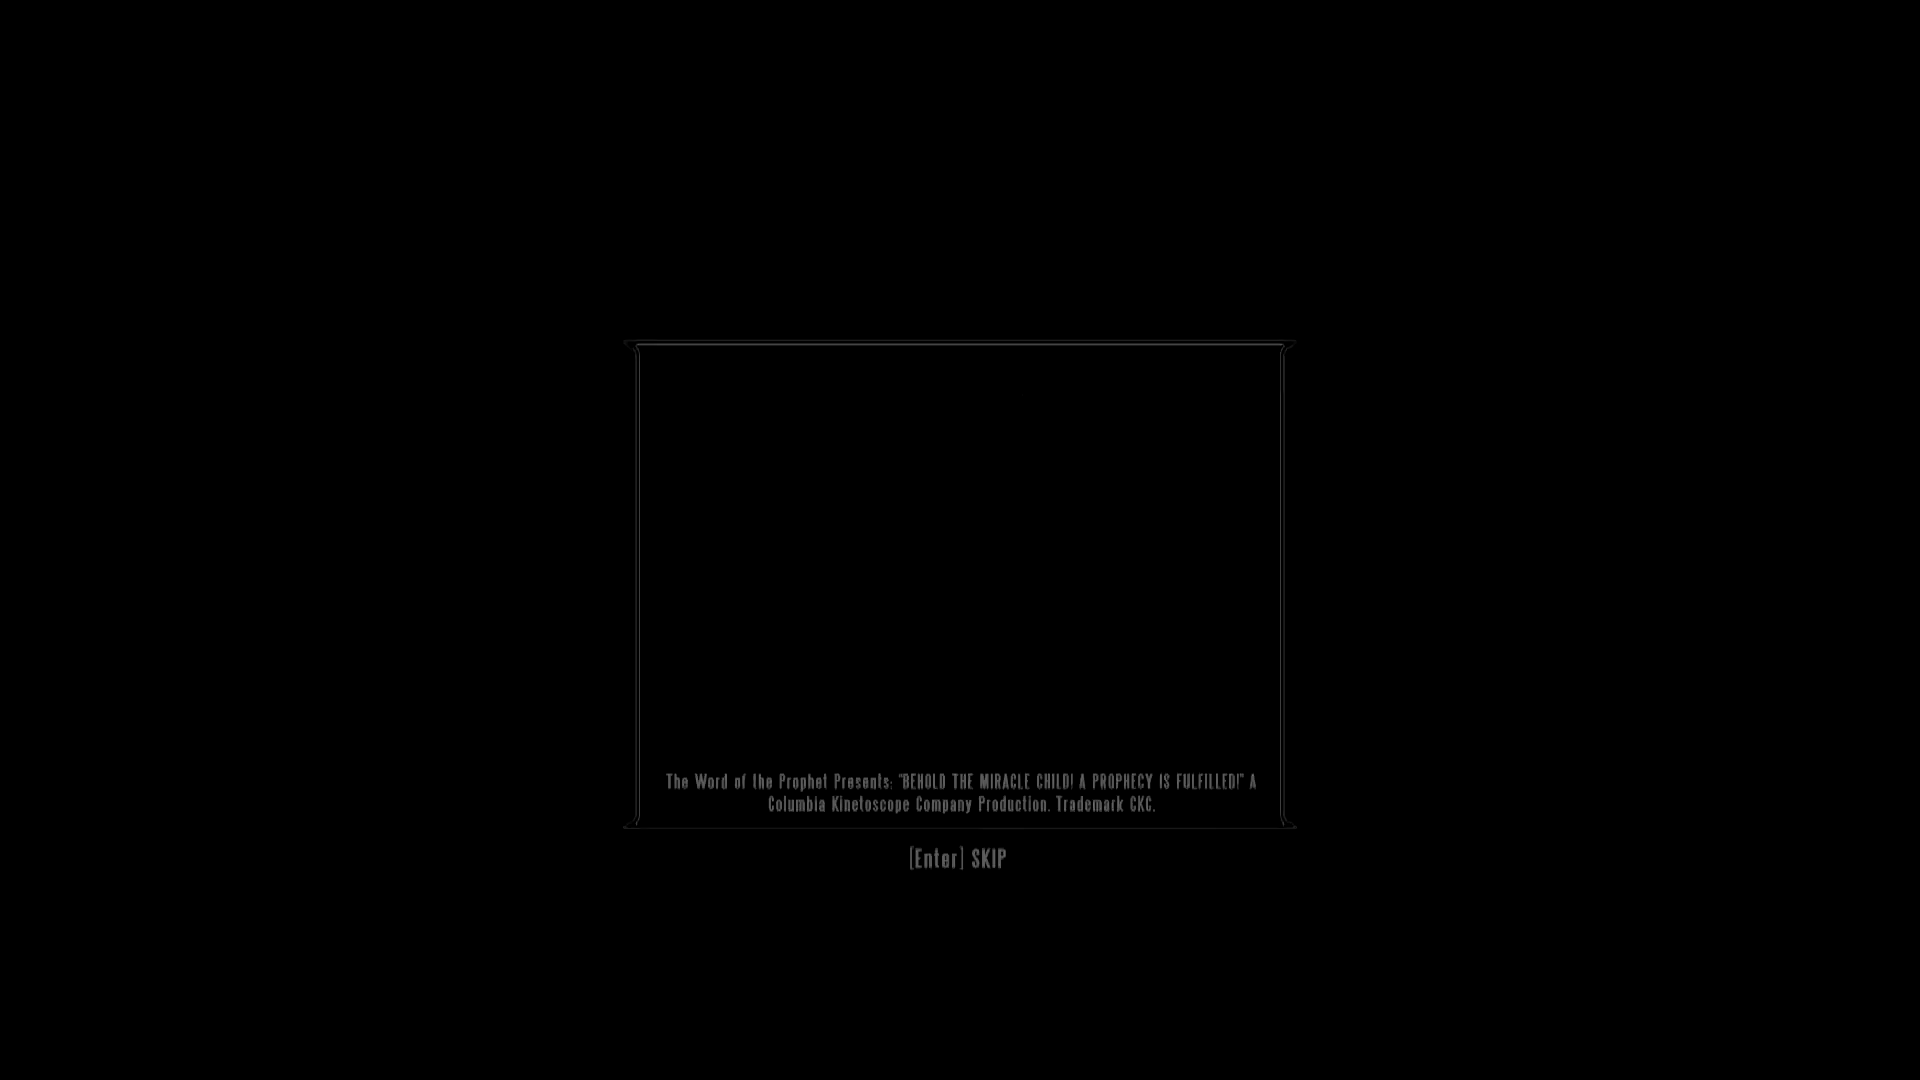 The Word of the Prophet Presents: "BEHOLD THE MIRACLE CHILD! A PROPHECY IS FULFILLED!" A
Columbia Kinetoscope Company Production. Trademark CKC.
[Enter] SKIP